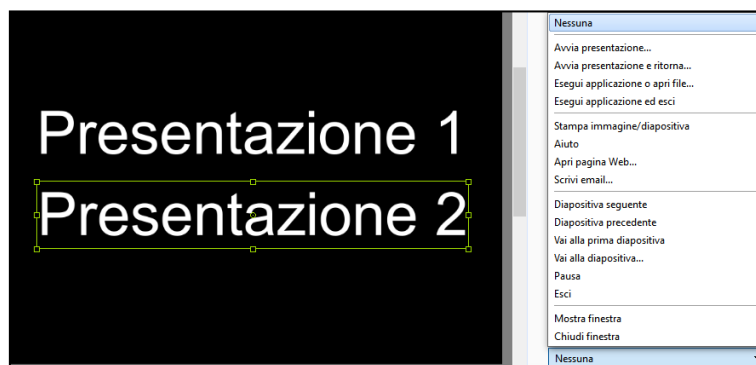 Presentazione 1
Presentazione 2
Nessuna
Avvia presentazione...
Avvia presentazione e ritorna...
Esegui applicazione o apri file...
Esegui applicazione ed esci
Stampa immagine/diapositiva
Aiuto
Apri pagina Web...
Scrivi email...
Diapositiva seguente
Diapositiva precedente
Vai alla prima diapositiva
Vai alla diapositiva...
Pausa
Esci
Mostra finestra
Chiudi finestra
Nessuna